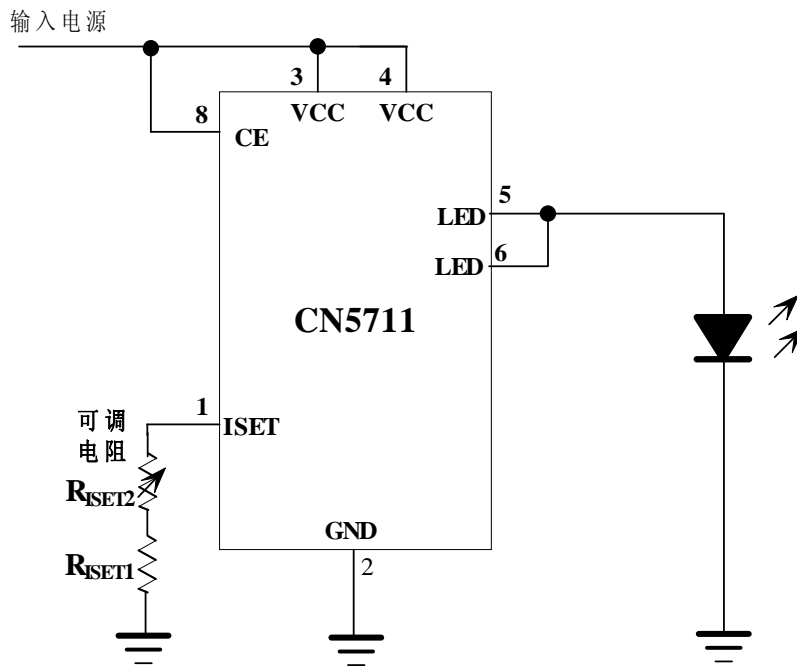 输入电源
3
4
VCC
VCC
8
CE
5
LED
6
LED
CN5711
1
ISET
可调
电阻
RISET2
RISET1
GND
2